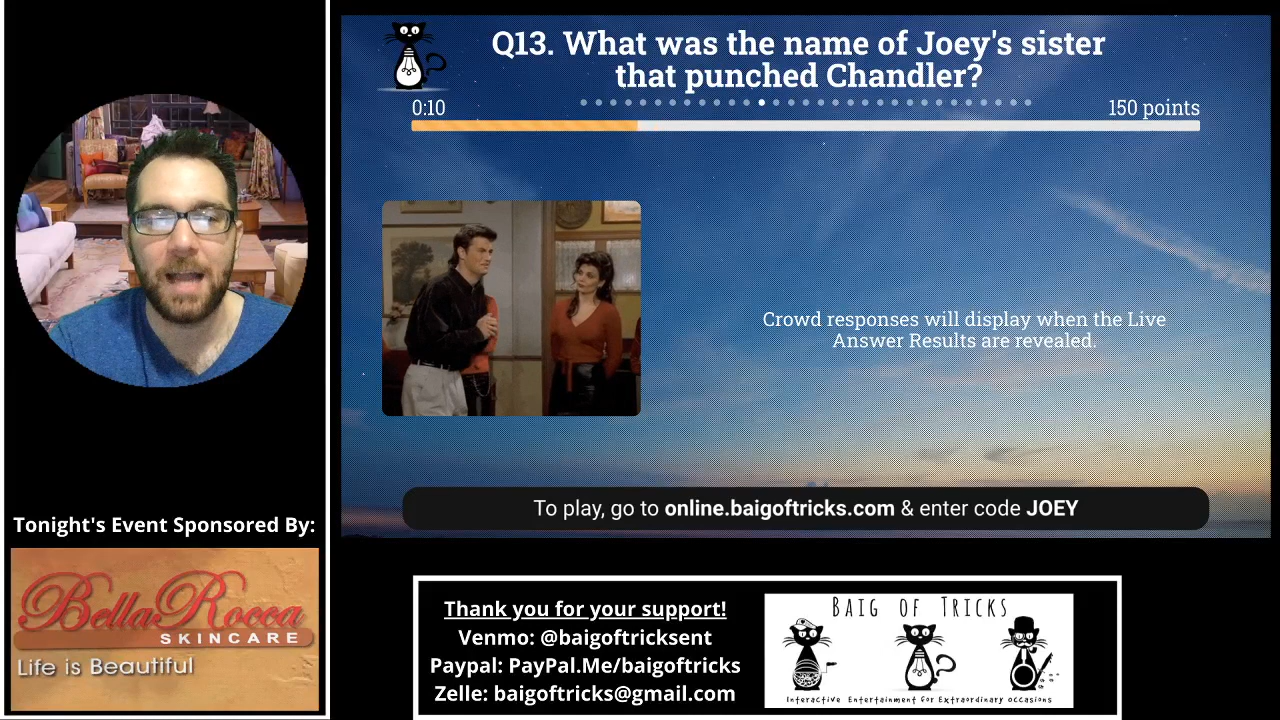 Q13. What was the name of Joey's sister
that punched Chandler?
0:10
150 points
Crowd responses will display when the Live
Answer Results are revealed.
To play, go to online.baigoftricks.com & enter code JOEY
Tonight's Event Sponsored By:
BellaRocca
SKINCARE
Life is Beautiful
Thank you for your support!
Venmo: @baigoftricksent
Paypal: PayPal.Me/baigoftricks
Zelle: baigoftricks@gmail.com
BAIG OF TRICKS
Interactive Entertainment for Extraordinary occasions